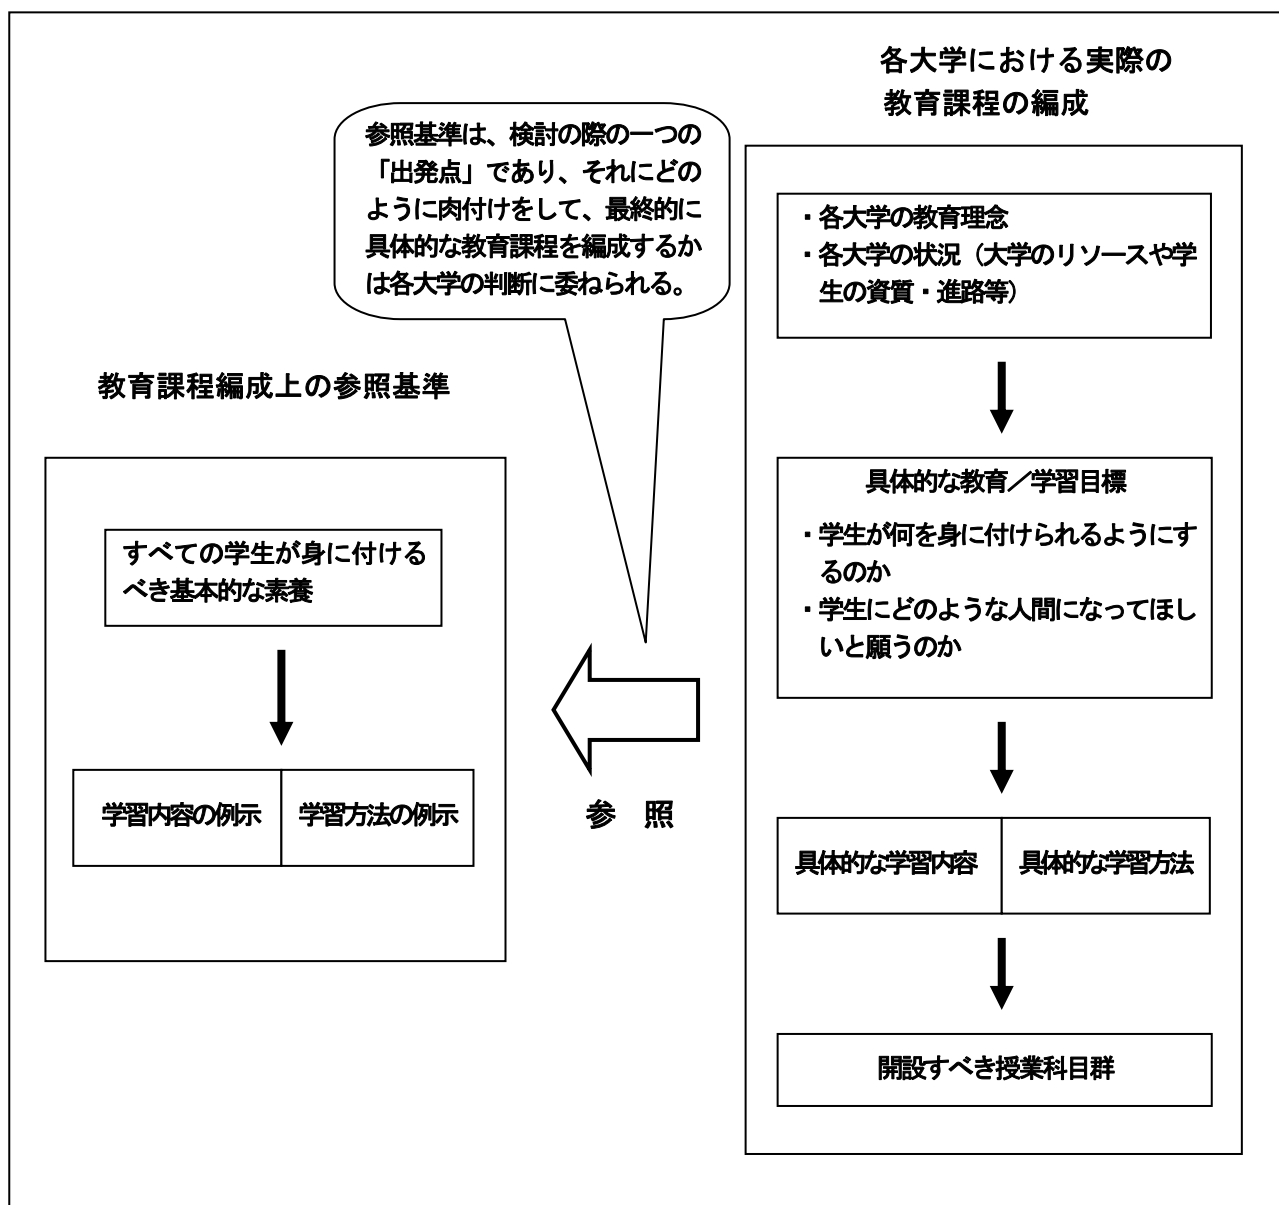 各大学における実際の
教育課程の編成
参照基準は、検討の際の一つの
「出発点」であり、それにどの
ように肉付けをして、最終的に
具体的な教育課程を編成するか
は各大学の判断に委ねられる。
教育課程編成上の参照基準
すべての学生が身に付ける
べき基本的な素養
学習内容の例示
学習方法の例示
参　照
・各大学の教育理念
・各大学の状況（大学のリソースや学
生の資質・進路等）
具体的な教育／学習目標
・学生が何を身に付けられるようにす
るのか
・学生にどのような人間になってほし
いと願うのか
具体的な学習内容
具体的な学習方法
開設すべき授業科目群